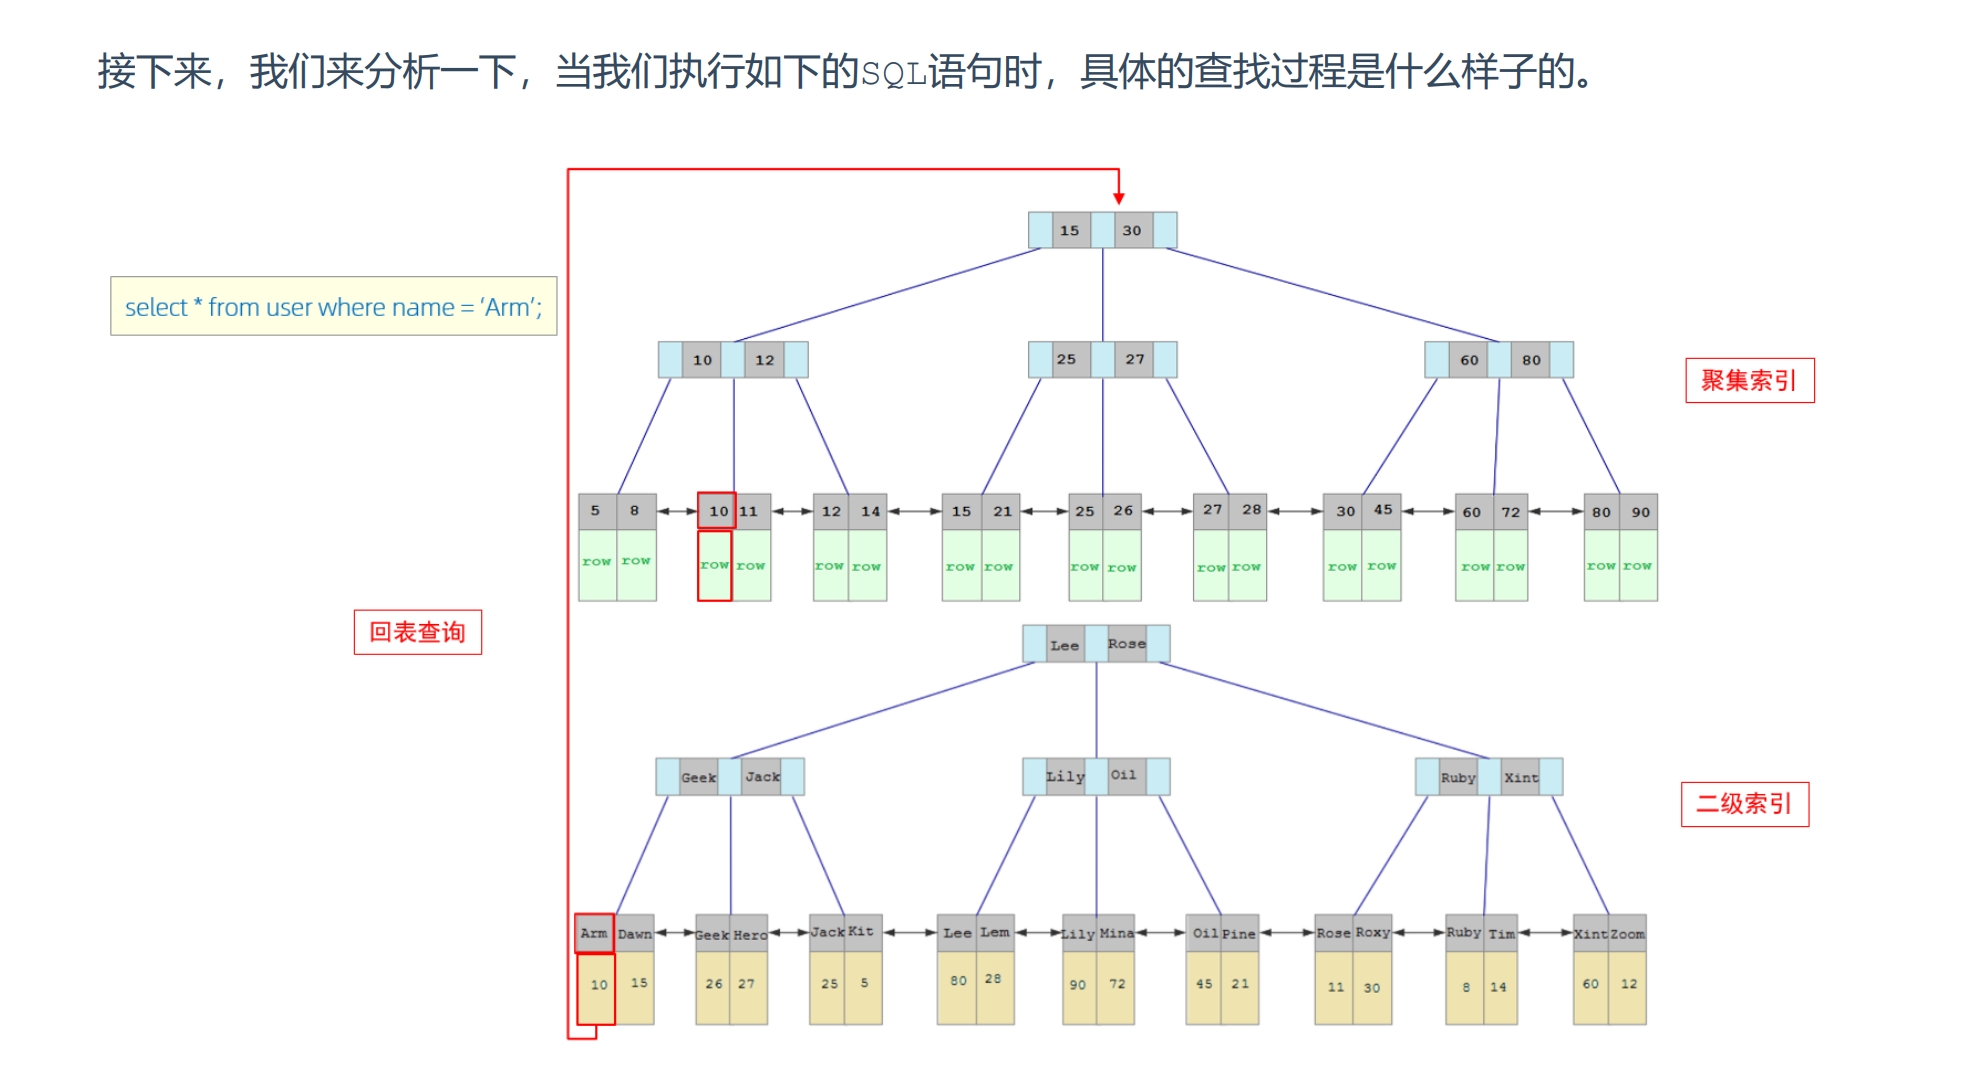 接下来，我们来分析一下，当我们执行如下的SQL语句时，具体的查找过程是什么样子的。
15 30
select * from user where name = ‘Arm’;
10 12 25 27 60 80
聚集索引
5 8 10 11 12 14 15 21 25 26 27 28 30 45 60 72 80 90
row row row row row row row row row row row row row row row row row row
回表查询
Lee Rose
Geek Jack Lily Oil Ruby Xint
二级索引
Arm Dawn Geek Hero Jack Kit Lee Lem Lily Mina Oil Pine Rose Roxy Ruby Tim Xint Zoom
10 15 26 27 25 5 80 28 90 72 45 21 11 30 8 14 60 12